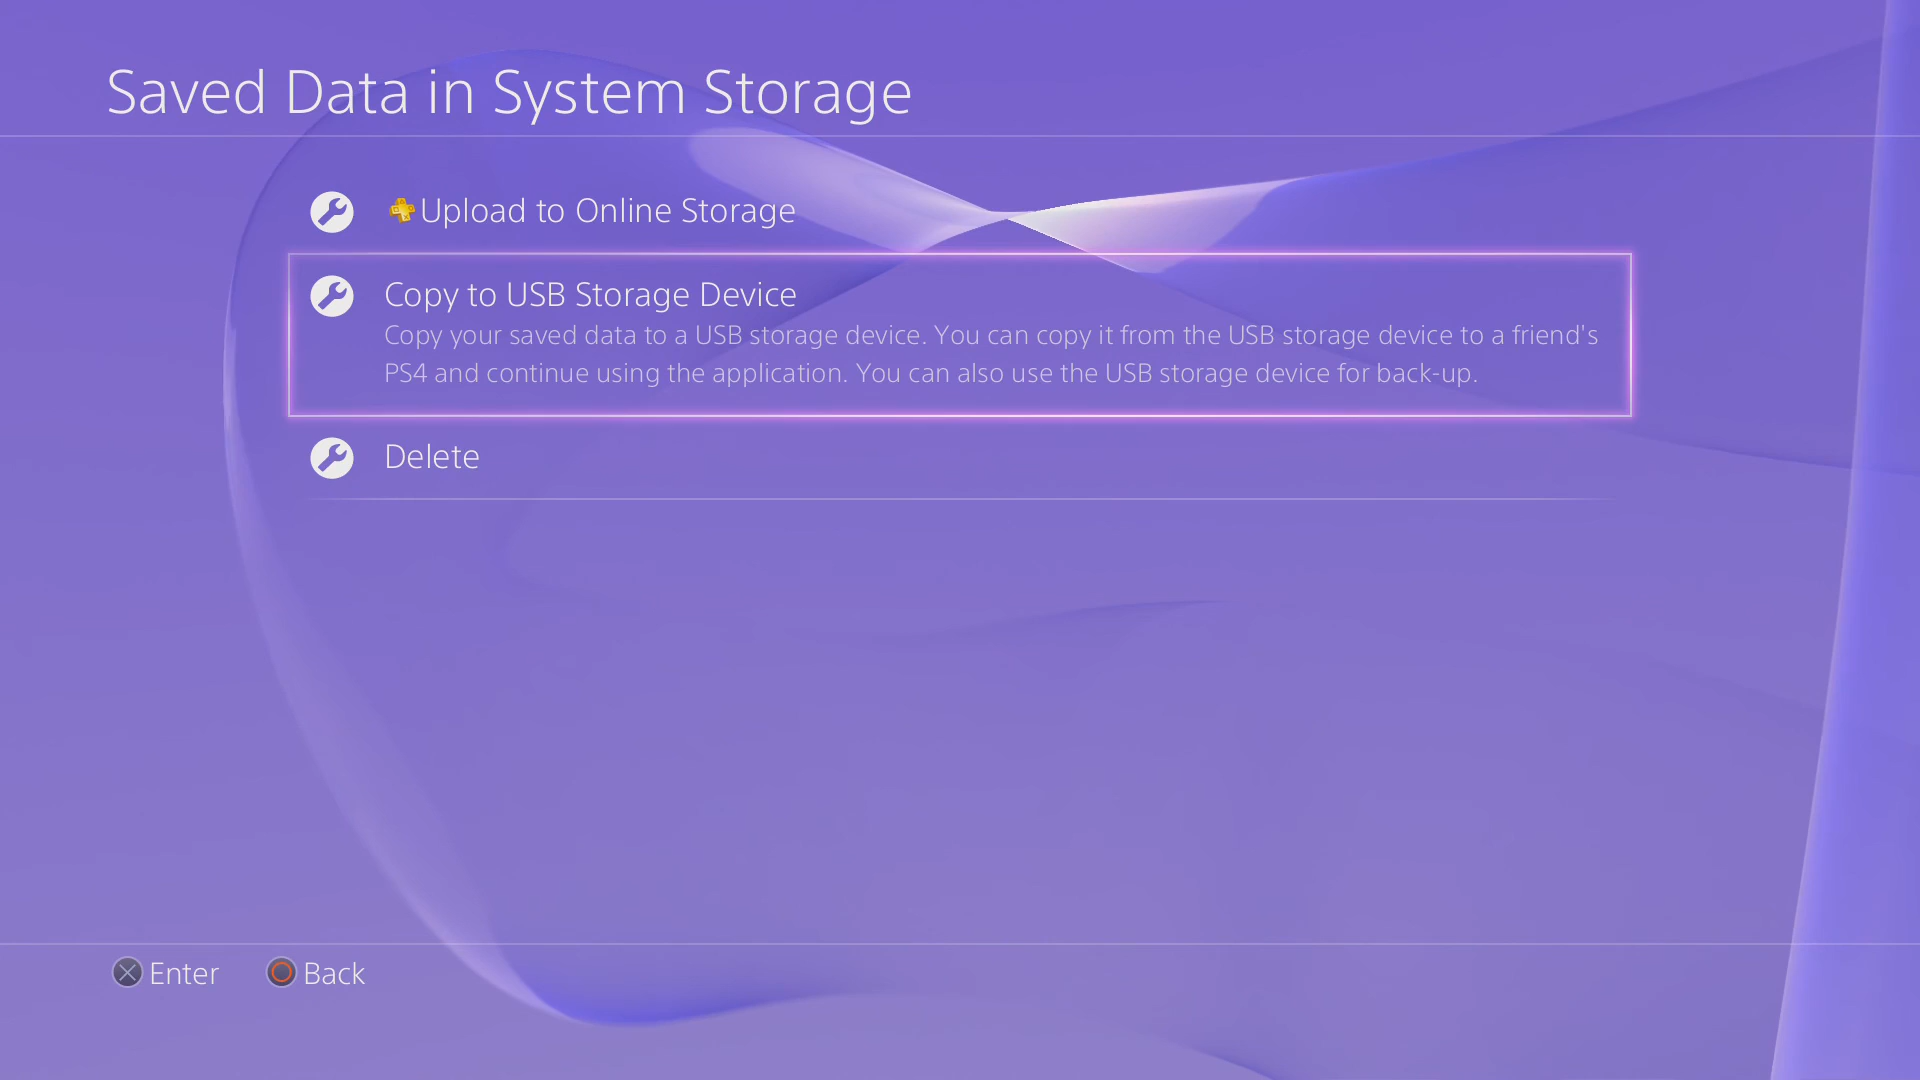 Saved Data in System Storage
Upload to Online Storage
Copy to USB Storage Device
Copy your saved data to a USB storage device. You can copy it from the USB storage device to a friend's
PS4 and continue using the application. You can also use the USB storage device for back-up.
Delete
Enter Back